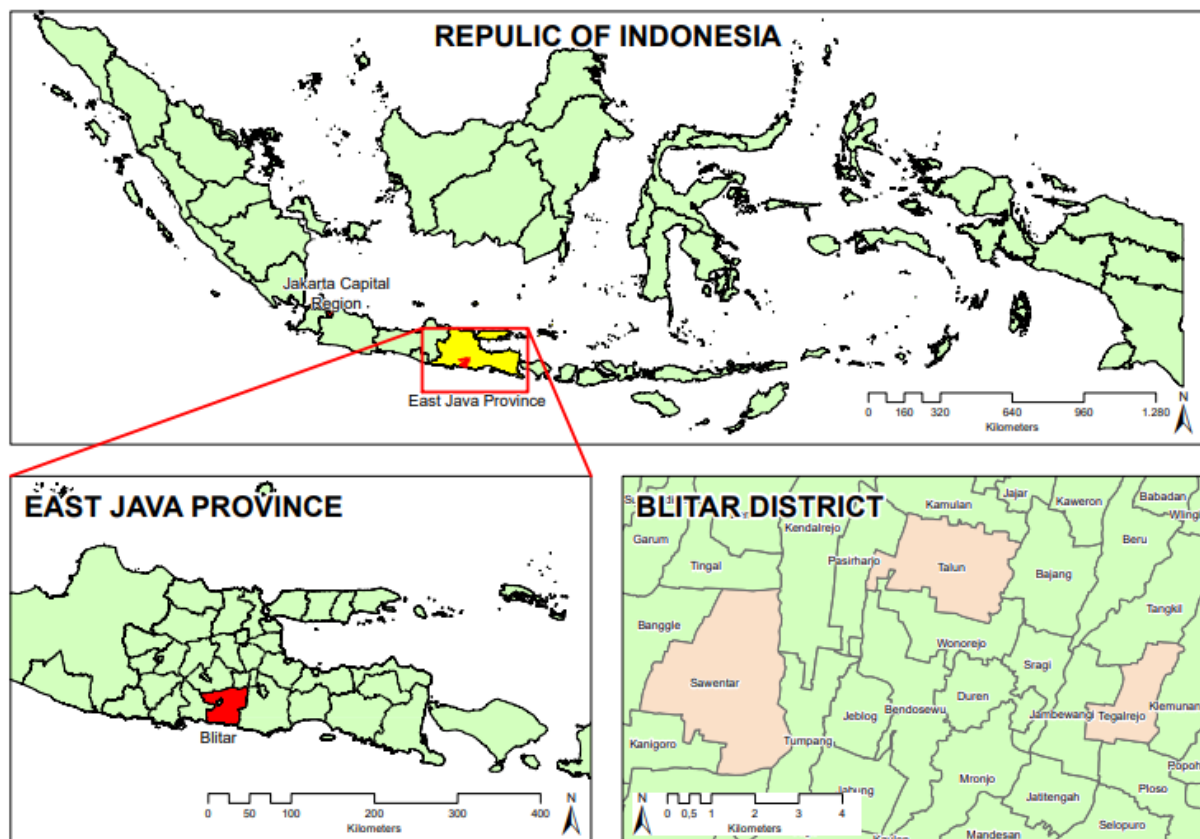 REPULIC OF INDONESIA
Jakarta Capital
Region
East Java Province
0 160 320 640 960 1.280
Kilometers
N
EAST JAVA PROVINCE
Blitar
0 50 100 200 300 400
Kilometers
N
BLITAR DISTRICT
Kamulan
Jajar
Kaweron
Babadan
Wlingi
Garum
Kendalrejo
Beru
Tingal
Pasirharjo
Talun
Bajang
Tangkil
Banggle
Wonorejo
Sragi
Sawentar
Duren
Klemunan
Jeblog
Bendosewu
Jambewangi
Tegalrejo
Kanigoro
Tumpang
Popoh
Mronjo
Ploso
Jabung
Jatitengah
Selopuro
Mandesan
N
0 0,5 1 2 3 4
Kilometers